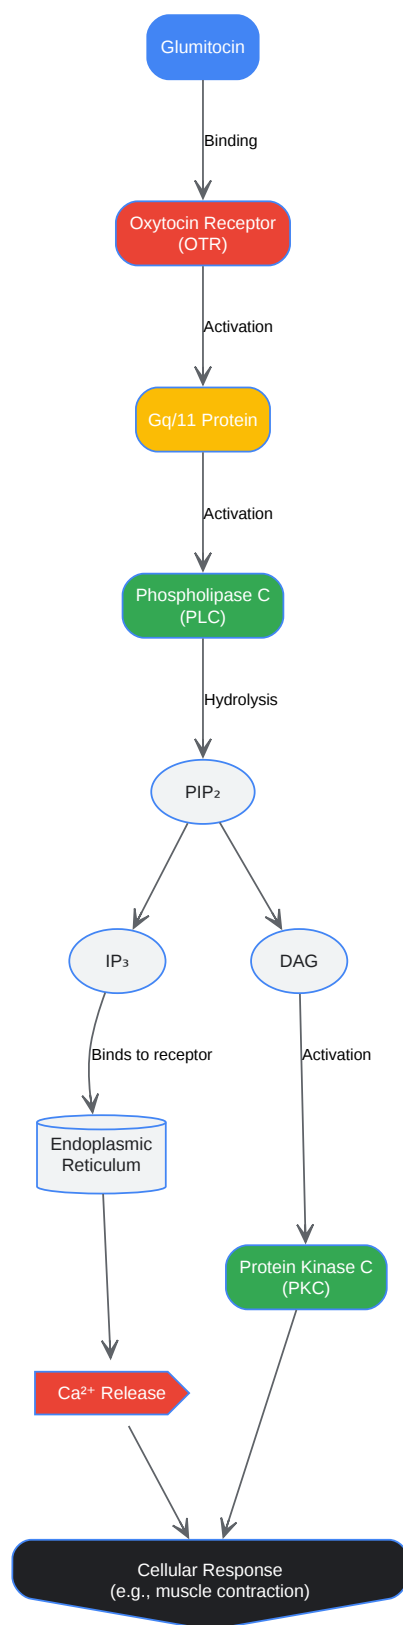 Glumitocin
Binding
Oxytocin Receptor
(OTR)
Activation
Gq/11 Protein
Activation
Phospholipase C
(PLC)
Hydrolysis
PIP₂
IP₃
DAG
Binds to receptor
Activation
Endoplasmic
Reticulum
Protein Kinase C
(PKC)
Ca²⁺ Release
Cellular Response
(e.g., muscle contraction)